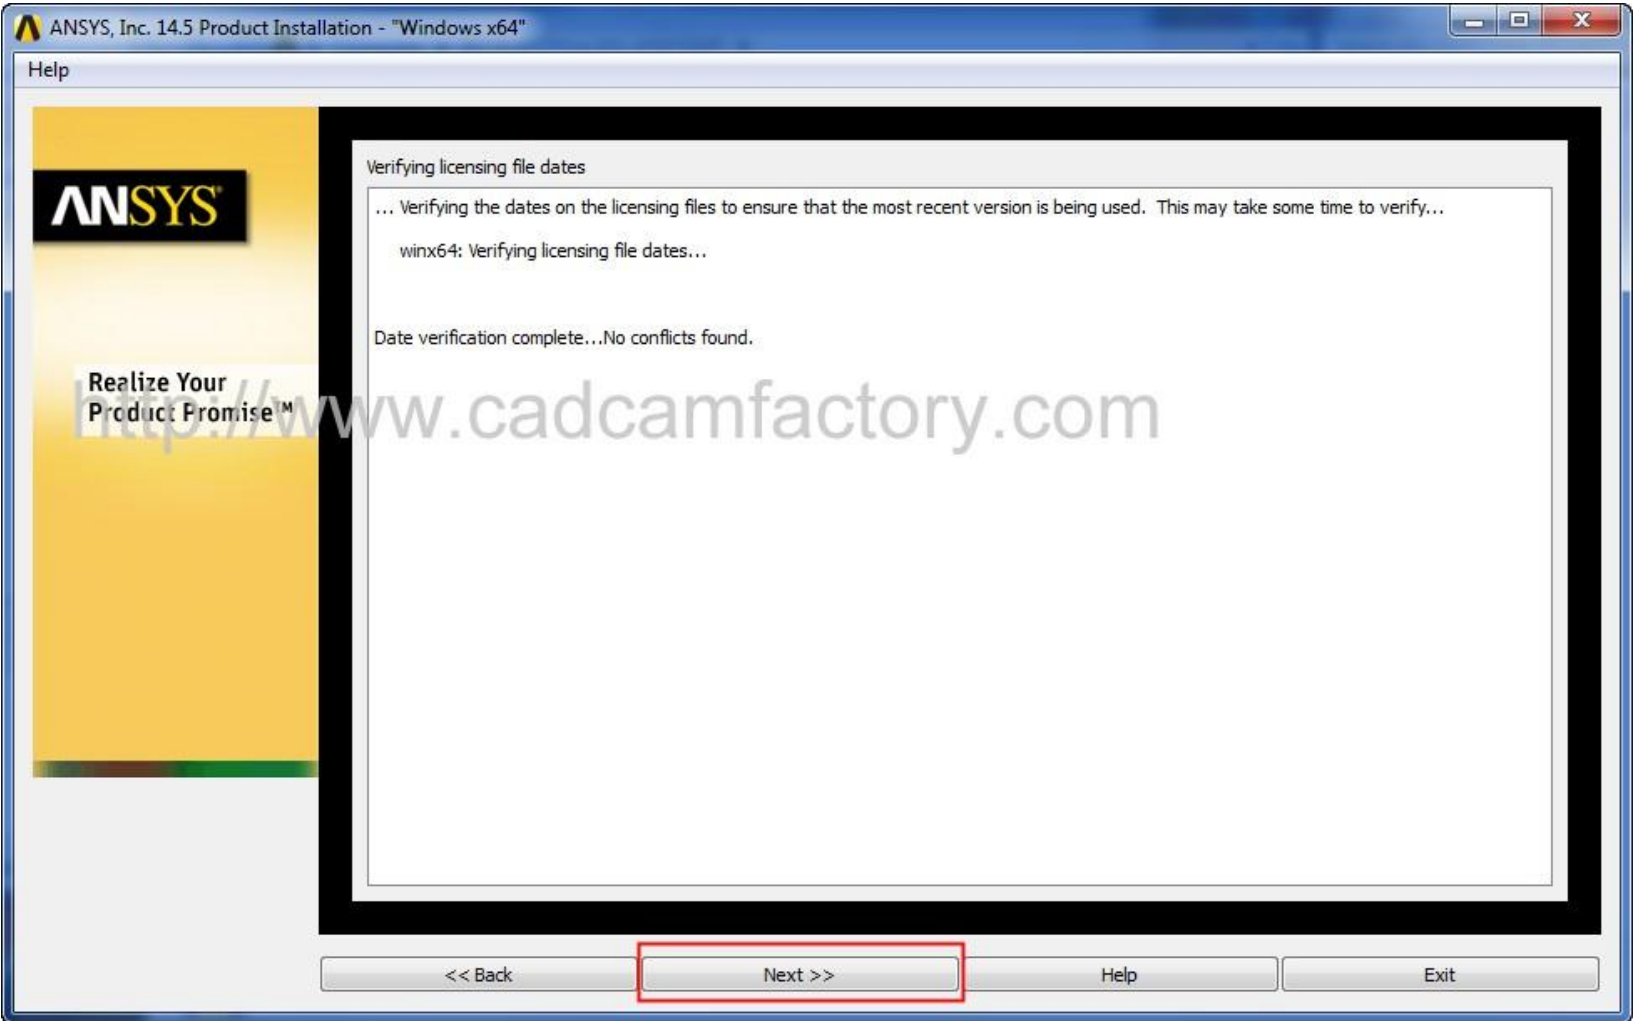 ANSYS, Inc. 14.5 Product Installation - "Windows x64"
Help
ANSYS®
Verifying licensing file dates
... Verifying the dates on the licensing files to ensure that the most recent version is being used.  This may take some time to verify...
winx64: Verifying licensing file dates...
Date verification complete...No conflicts found.
Realize Your
Product Promise™
http://www.cadcamfactory.com
<< Back
Next >>
Help
Exit